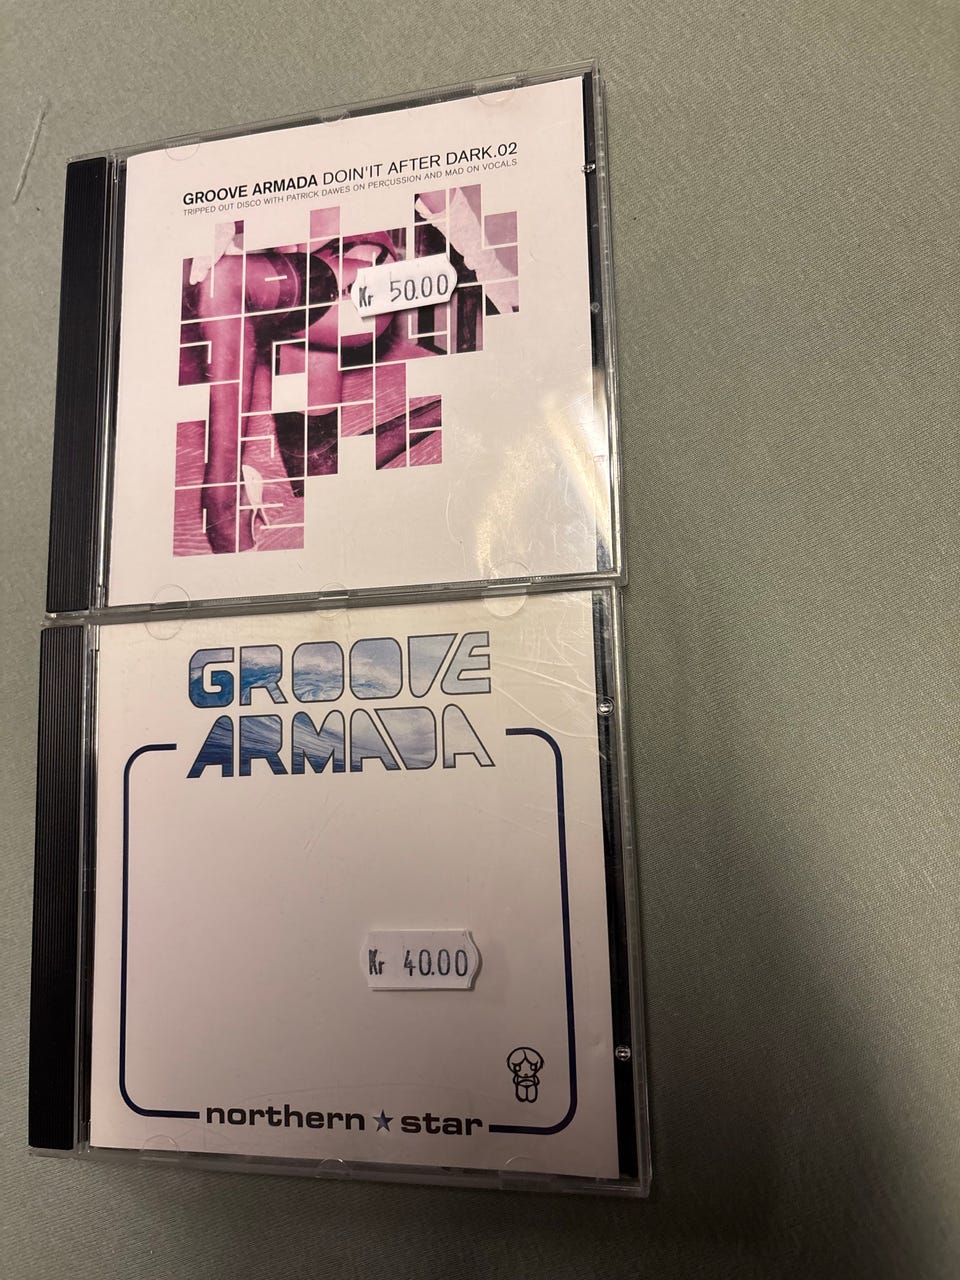 GROOVE ARMADA DOIN'IT AFTER DARK.02
TRIPPED OUT DISCO WITH PATRICK DAWES ON PERCUSSION AND MAD ON VOCALS
Kr 50.00
GROOVE
ARMADA
Kr 40.00
northern★star